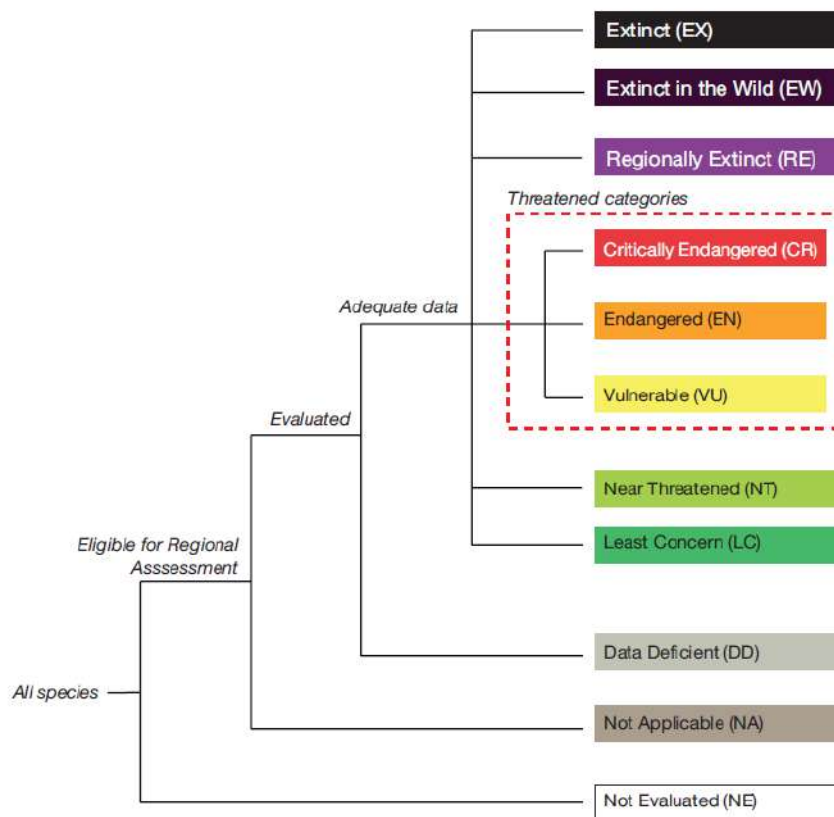 Extinct (EX)
Extinct in the Wild (EW)
Regionally Extinct (RE)
Threatened categories
Critically Endangered (CR)
Adequate data
Endangered (EN)
Vulnerable (VU)
Evaluated
Near Threatened (NT)
Eligible for Regional
Asssessment
Least Concern (LC)
Data Deficient (DD)
All species
Not Applicable (NA)
Not Evaluated (NE)